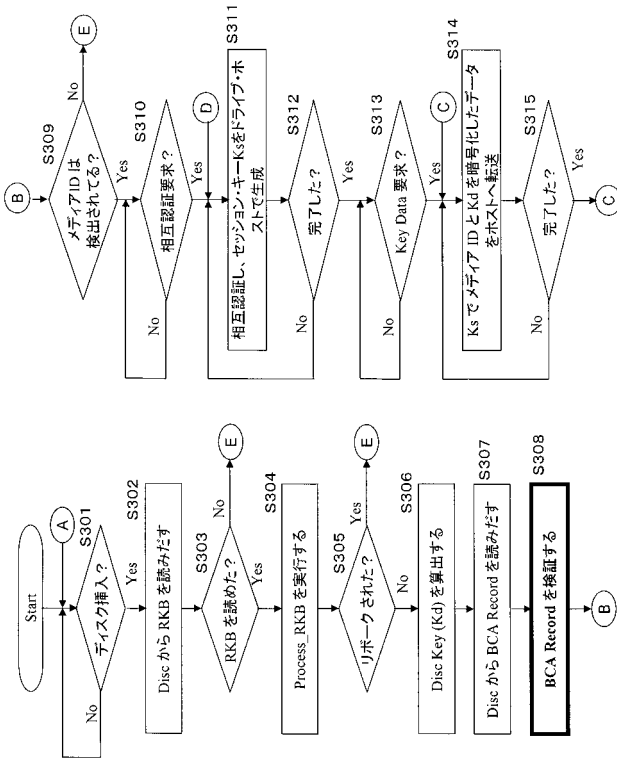 Start
A
S301
ディスク挿入？
No
Yes
S302
Disc から RKB を読みだす
S303
RKB を読めた？
No
E
Yes
S304
Process_RKB を実行する
S305
リボークされた？
Yes
E
No
S306
Disc Key (Kd) を算出する
S307
Disc から BCA Record を読みだす
S308
BCA Record を検証する
B
B
S309
メディア ID は
検出されてる？
No
E
Yes
S310
相互認証要求？
No
Yes
D
S311
相互認証し、セッション・キーKsをドライブ・ホ
ストで生成
S312
完了した？
No
Yes
S313
Key Data 要求？
No
Yes
C
S314
Ks でメディア ID と Kd を暗号化したデータ
をホストへ転送
S315
完了した？
No
Yes
C